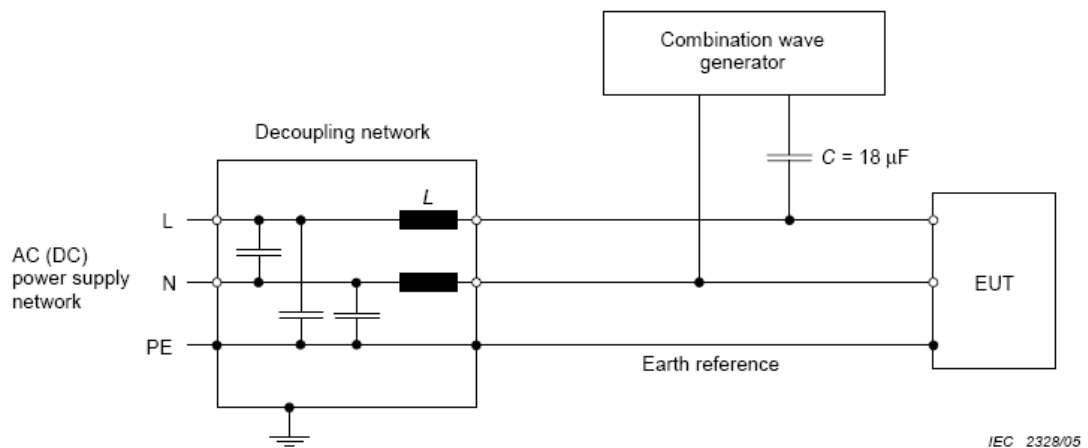 Combination wave
generator
Decoupling network
C = 18 μF
L
L
AC (DC)
power supply
network
N
EUT
PE
Earth reference
IEC 2328/05